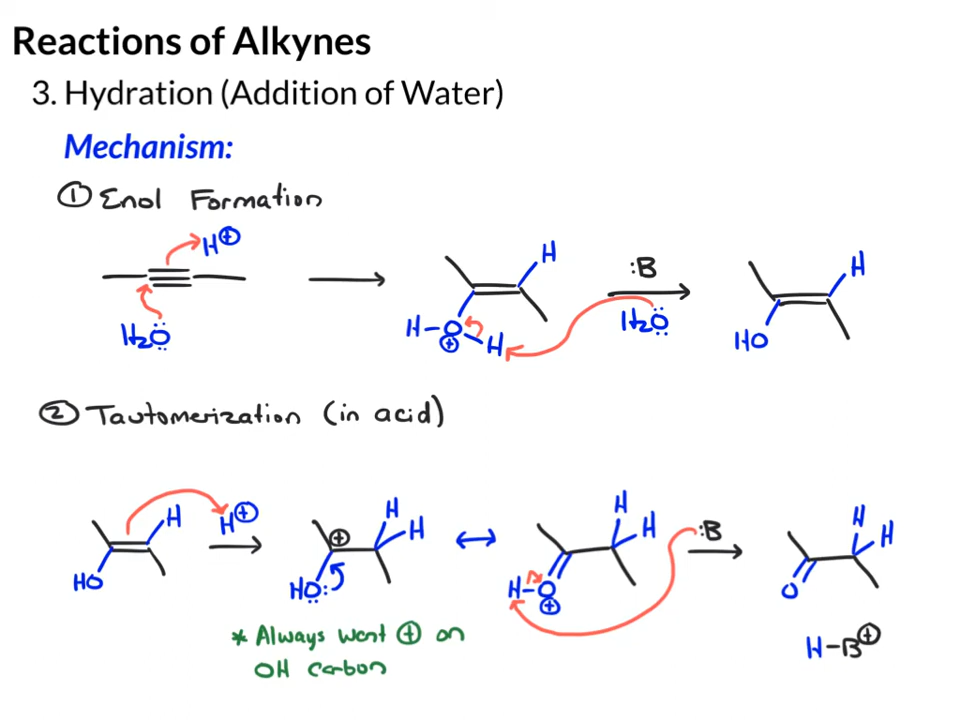 Reactions of Alkynes
3. Hydration (Addition of Water)
Mechanism:
① Enol Formation
H⊕
H₂Ö:
H
H–O⊕
H
:B
H₂Ö:
H
HO
② Tautomerization (in acid)
HO
H
H⊕
⊕
HO:
H
H
H–O⊕
H
H
:B
O
H
H
H–B⊕
* Always want ⊕ on
OH carbon